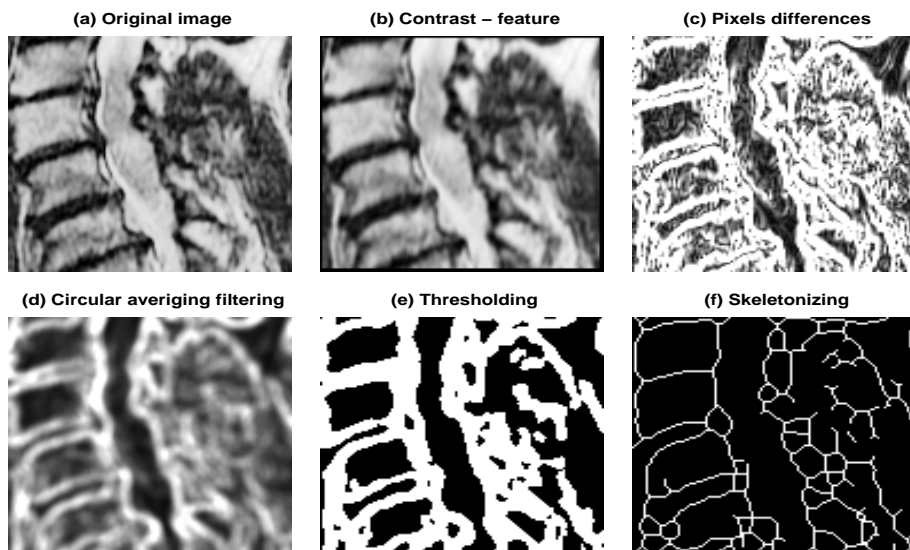 (a) Original image
(b) Contrast – feature
(c) Pixels differences
(d) Circular averiging filtering
(e) Thresholding
(f) Skeletonizing